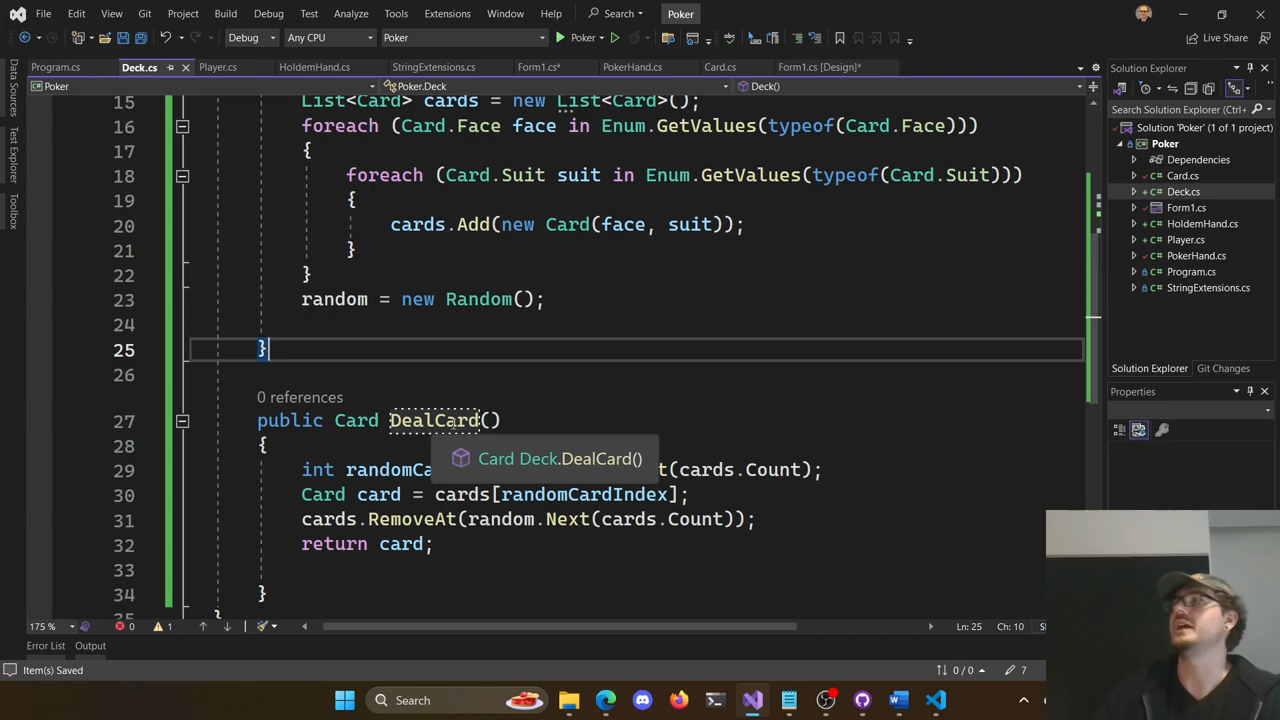 File Edit View Git Project Build Debug Test Analyze Tools Extensions Window Help Search Poker
Debug Any CPU Poker Poker Live Share
Program.cs Deck.cs Player.cs HoldemHand.cs StringExtensions.cs Form1.cs* PokerHand.cs Card.cs Form1.cs [Design]*
Poker Poker.Deck Deck()
Data Sources
Test Explorer
Toolbox
15 List<Card> cards = new List<Card>();
16 foreach (Card.Face face in Enum.GetValues(typeof(Card.Face)))
17 {
18 foreach (Card.Suit suit in Enum.GetValues(typeof(Card.Suit)))
19 {
20 cards.Add(new Card(face, suit));
21 }
22 }
23 random = new Random();
24
25 }
26
0 references
27 public Card DealCard()
28 {
Card Deck.DealCard()
29 int randomCa t(cards.Count);
30 Card card = cards[randomCardIndex];
31 cards.RemoveAt(random.Next(cards.Count));
32 return card;
33
34 }
35 }
175 % 0 1 Ln: 25 Ch: 10
Error List Output
Item(s) Saved 0 / 0 7
Solution Explorer
Search Solution Explorer (Ctrl+
Solution 'Poker' (1 of 1 project)
Poker
Dependencies
Card.cs
Deck.cs
Form1.cs
HoldemHand.cs
Player.cs
PokerHand.cs
Program.cs
StringExtensions.cs
Solution Explorer Git Changes
Properties
Search